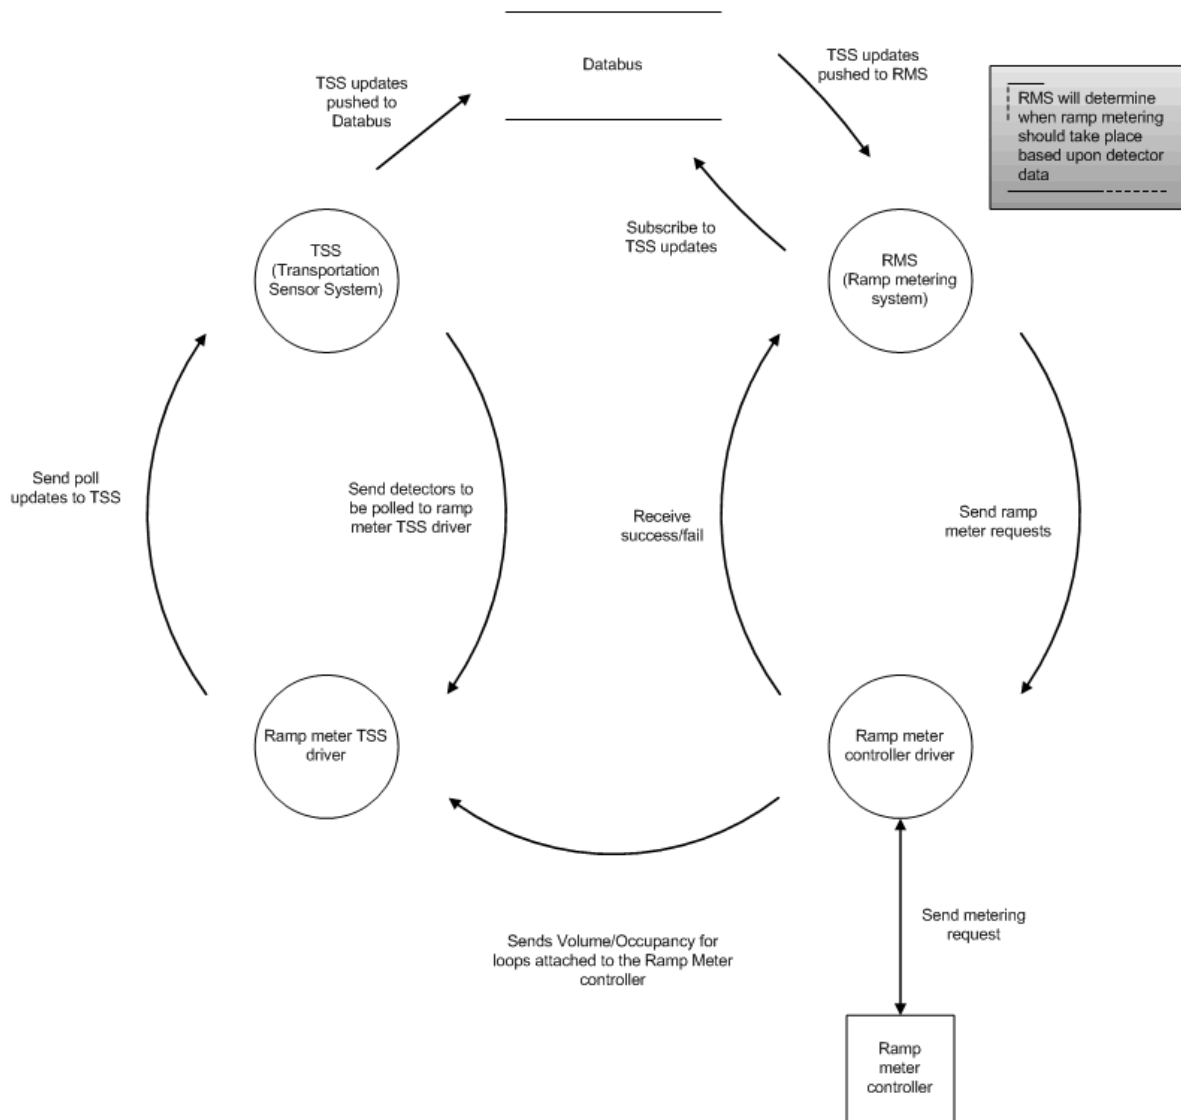 Databus
TSS updates
pushed to
Databus
TSS updates
pushed to RMS
RMS will determine
when ramp metering
should take place
based upon detector
data
Subscribe to
TSS updates
TSS
(Transportation
Sensor System)
RMS
(Ramp metering
system)
Send poll
updates to TSS
Send detectors to
be polled to ramp
meter TSS driver
Receive
success/fail
Send ramp
meter requests
Ramp meter TSS
driver
Ramp meter
controller driver
Sends Volume/Occupancy for
loops attached to the Ramp Meter
controller
Send metering
request
Ramp
meter
controller